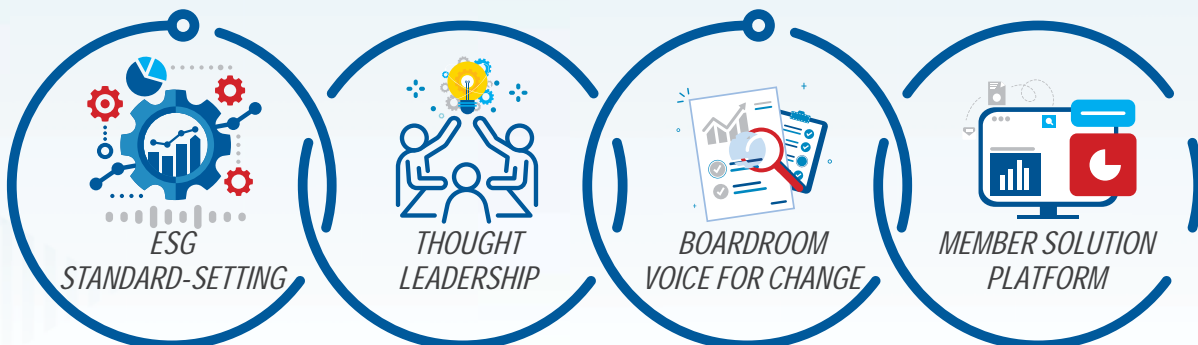 ESG
STANDARD-SETTING
THOUGHT
LEADERSHIP
BOARDROOM
VOICE FOR CHANGE
MEMBER SOLUTION
PLATFORM